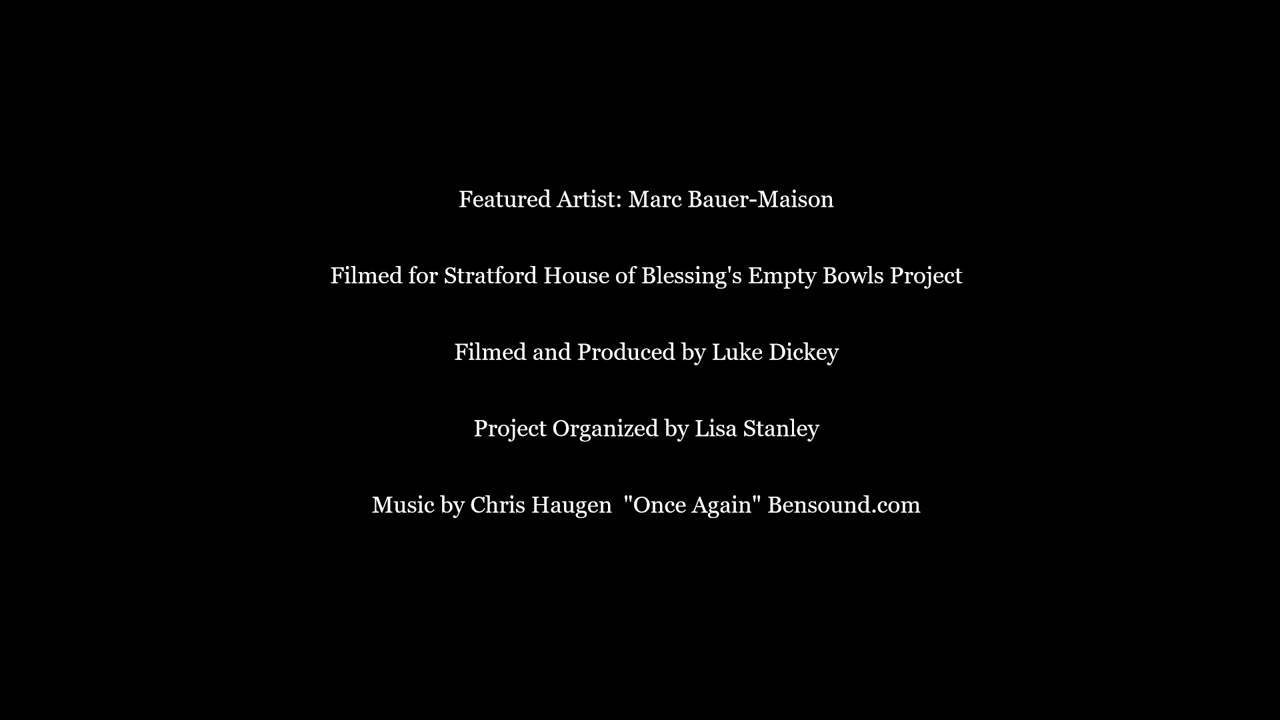 Featured Artist: Marc Bauer-Maison
Filmed for Stratford House of Blessing's Empty Bowls Project
Filmed and Produced by Luke Dickey
Project Organized by Lisa Stanley
Music by Chris Haugen  "Once Again" Bensound.com